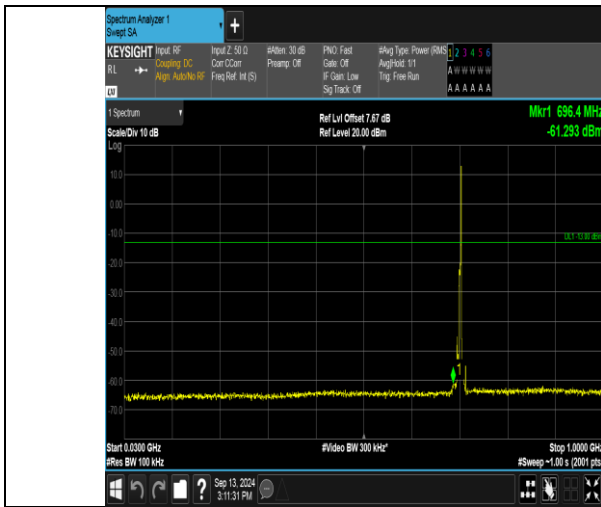 Spectrum Analyzer 1
Swept SA
+
KEYSIGHT
RL
Input: RF
Coupling: DC
Align: Auto/No RF
Input Z: 50 Ω
Corr CCorr
Freq Ref: Int (S)
#Atten: 30 dB
Preamp: Off
PNO: Fast
Gate: Off
IF Gain: Low
Sig Track: Off
#Avg Type: Power (RMS
Avg|Hold: 1/1
Trig: Free Run
1 2 3 4 5 6
A W W W W W
A A A A A A
1 Spectrum
Scale/Div 10 dB
Ref Lvl Offset 7.67 dB
Ref Level 20.00 dBm
Mkr1 696.4 MHz
-61.293 dBm
Log
10.0
0.00
-10.0
DL1 -13.00 dBm
-20.0
-30.0
-40.0
-50.0
-60.0
-70.0
Start 0.0300 GHz
#Res BW 100 kHz
#Video BW 300 kHz*
Stop 1.0000 GHz
#Sweep ~1.00 s (2001 pts)
?
Sep 13, 2024
3:11:31 PM